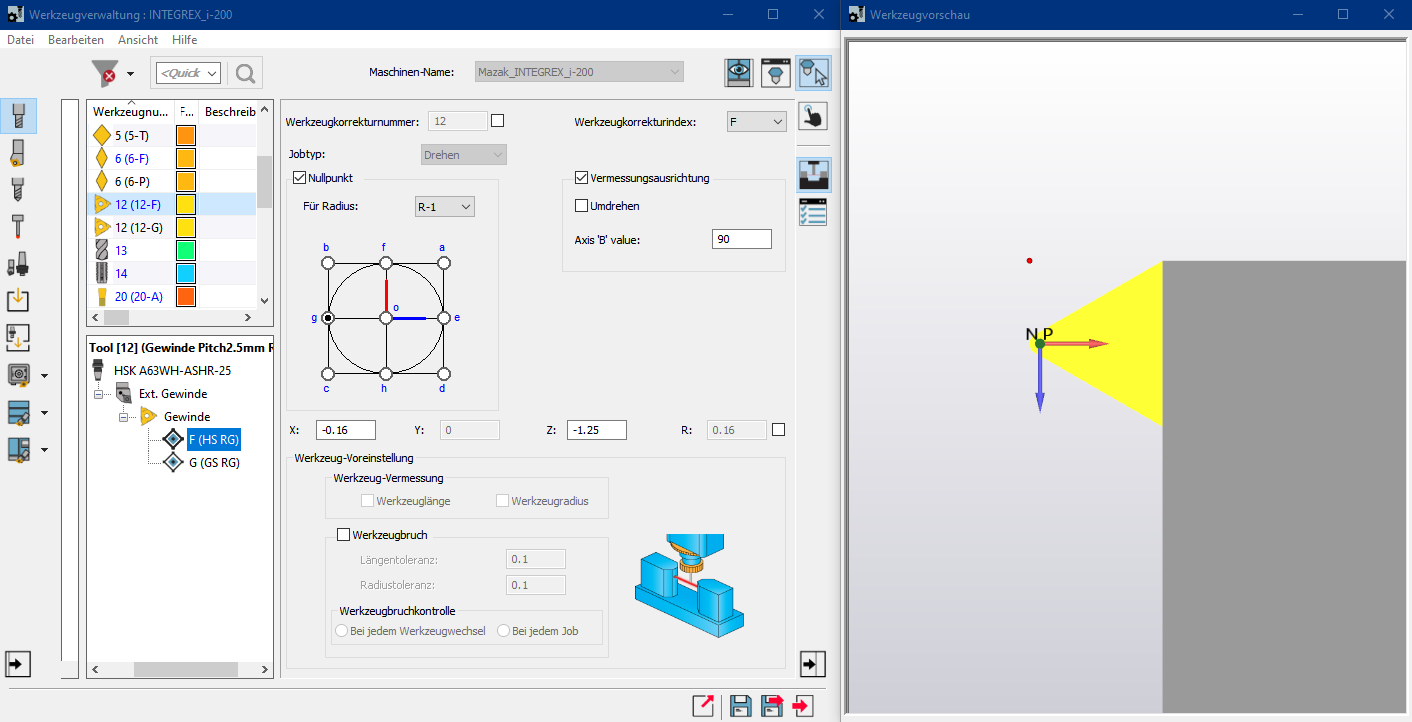 Werkzeugverwaltung : INTEGREX_i-200
Werkzeugvorschau
Datei Bearbeiten Ansicht Hilfe
<Quick
Maschinen-Name: Mazak_INTEGREX_i-200
Werkzeugnu... F... Beschreib
5 (5-T)
6 (6-F)
6 (6-P)
12 (12-F)
12 (12-G)
13
14
20 (20-A)
Werkzeugkorrekturnummer: 12
Werkzeugkorrekturindex: F
Jobtyp: Drehen
Nullpunkt
Für Radius: R-1
b f a
g o e
c h d
Vermessungsausrichtung
Umdrehen
Axis 'B' value: 90
N P
Tool [12] (Gewinde Pitch2.5mm R
HSK A63WH-ASHR-25
Ext. Gewinde
Gewinde
F (HS RG)
G (GS RG)
X: -0.16 Y: 0 Z: -1.25 R: 0.16
Werkzeug-Voreinstellung
Werkzeug-Vermessung
Werkzeuglänge Werkzeugradius
Werkzeugbruch
Längentoleranz: 0.1
Radiustoleranz: 0.1
Werkzeugbruchkontrolle
Bei jedem Werkzeugwechsel Bei jedem Job